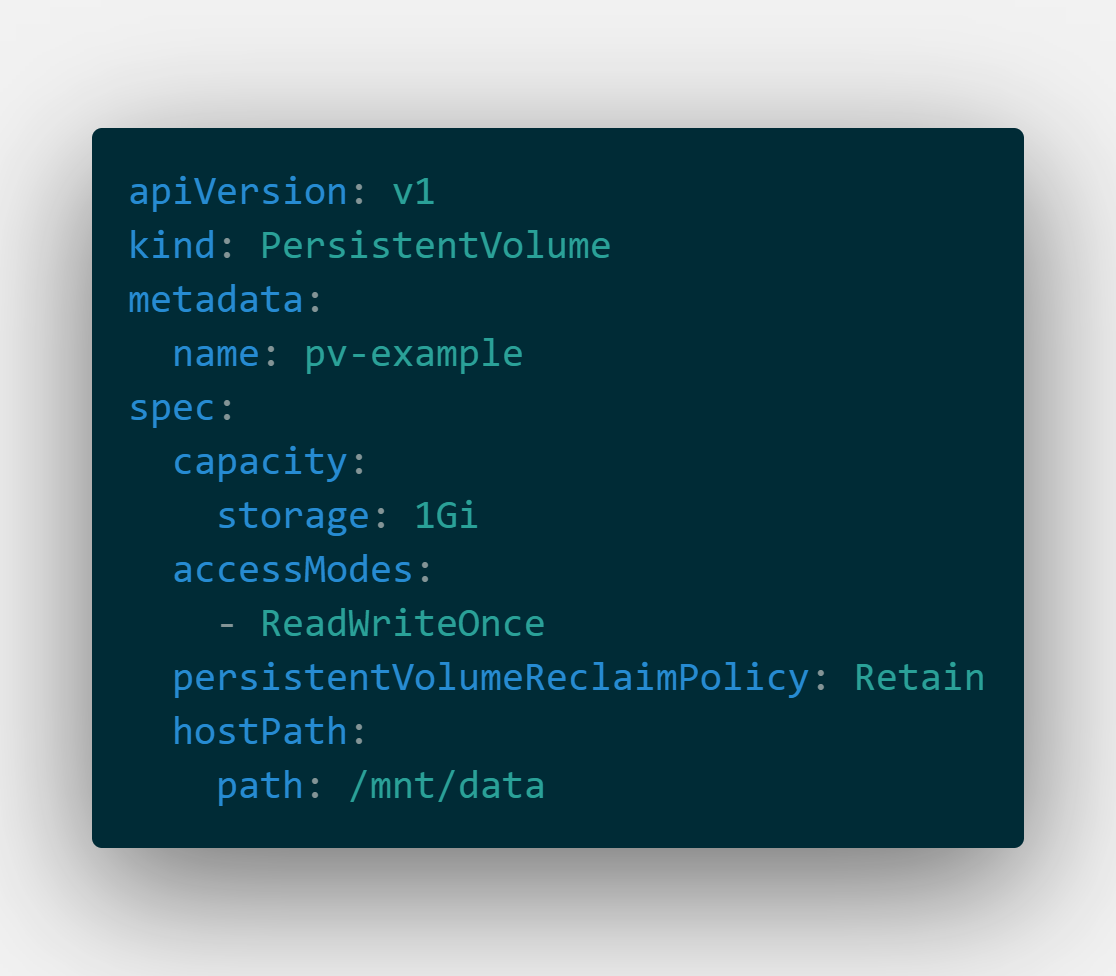 apiVersion: v1
kind: PersistentVolume
metadata:
  name: pv-example
spec:
  capacity:
    storage: 1Gi
  accessModes:
    - ReadWriteOnce
  persistentVolumeReclaimPolicy: Retain
  hostPath:
    path: /mnt/data